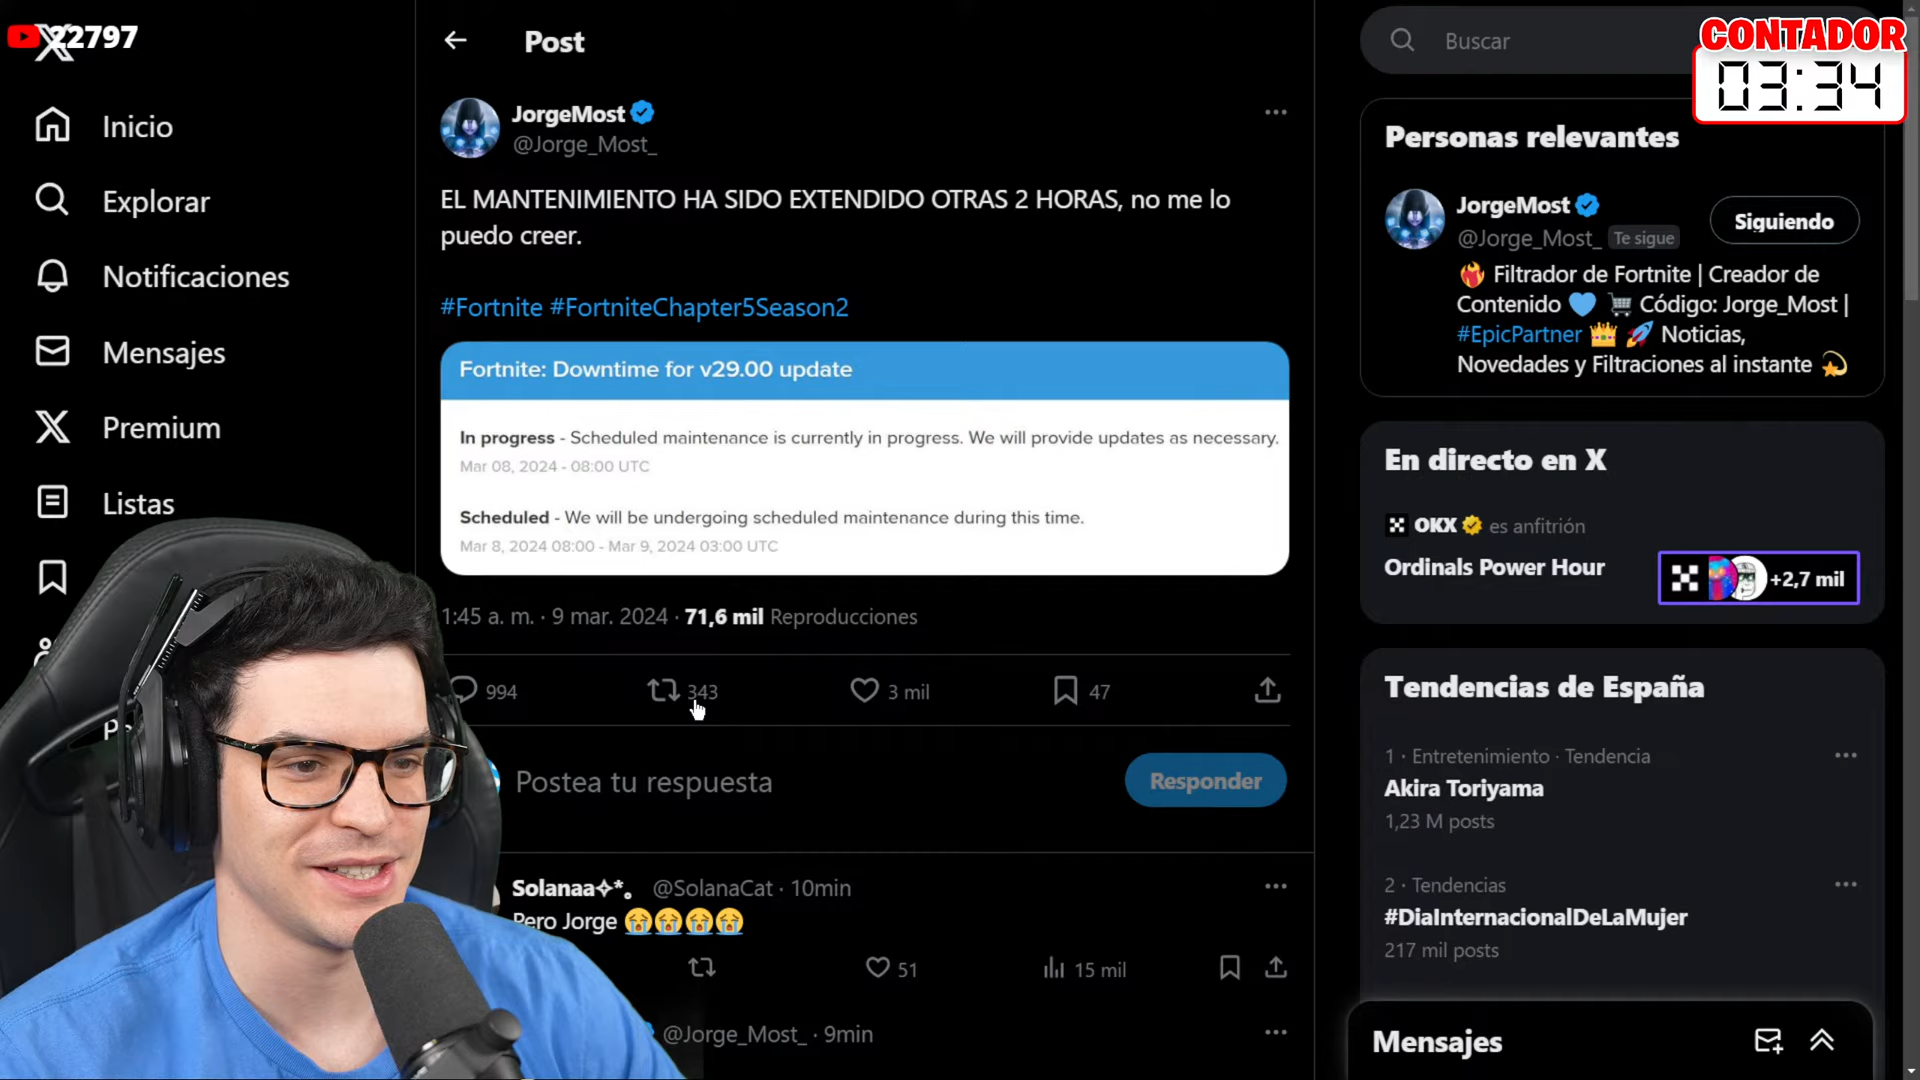 22797
Inicio
Explorar
Notificaciones
Mensajes
Premium
Listas
Post
JorgeMost
@Jorge_Most_
EL MANTENIMIENTO HA SIDO EXTENDIDO OTRAS 2 HORAS, no me lo
puedo creer.
#Fortnite #FortniteChapter5Season2
Fortnite: Downtime for v29.00 update
In progress - Scheduled maintenance is currently in progress. We will provide updates as necessary.
Mar 08, 2024 - 08:00 UTC
Scheduled - We will be undergoing scheduled maintenance during this time.
Mar 8, 2024 08:00 - Mar 9, 2024 03:00 UTC
1:45 a. m. · 9 mar. 2024 · 71,6 mil Reproducciones
994 343 3 mil 47
Postea tu respuesta
Responder
Solanaa✧*。 @SolanaCat · 10min
Pero Jorge 😭😭😭😭
51 15 mil
@Jorge_Most_ · 9min
Buscar
CONTADOR
03:34
Personas relevantes
JorgeMost
@Jorge_Most_ Te sigue
Siguiendo
❤️‍🔥 Filtrador de Fortnite | Creador de
Contenido 🩵 🛒 Código: Jorge_Most |
#EpicPartner 👑 🚀 Noticias,
Novedades y Filtraciones al instante 💫
En directo en X
OKX es anfitrión
Ordinals Power Hour
+2,7 mil
Tendencias de España
1 · Entretenimiento · Tendencia
Akira Toriyama
1,23 M posts
2 · Tendencias
#DiaInternacionalDeLaMujer
217 mil posts
Mensajes